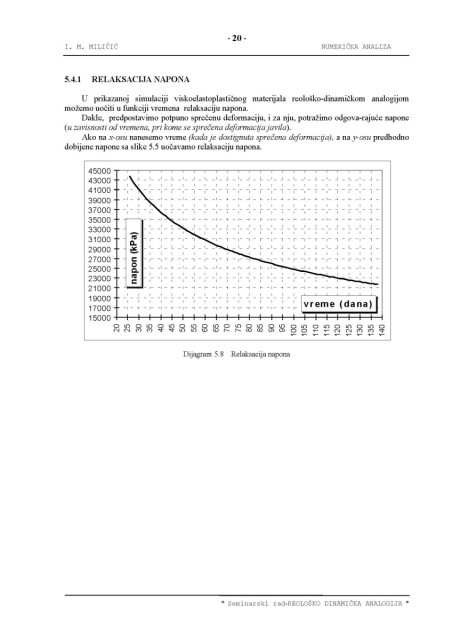 - 20 -
I. M. MILIČIĆ NUMERIČKA ANALIZA
5.4.1 RELAKSACIJA NAPONA
U prikazanoj simulaciji viskoelastoplastičnog materijala reološko-dinamičkom analogijom
možemo uočiti u funkciji vremena relaksaciju napona.
Dakle, predpostavimo potpuno sprečenu deformaciju, i za nju, potražimo odgova-rajuće napone
(u zavisnosti od vremena, pri kome se sprečena deformacija javila).
Ako na x-osu nanesemo vreme (kada je dostignuta sprečena deformacija), a na y-osu predhodno
dobijene napone sa slike 5.5 uočavamo relaksaciju napona.
45000
43000
41000
39000
37000
35000
33000
31000
29000
27000
25000
23000
21000
19000
17000
15000
napon (kPa)
vreme (dana)
20 25 30 35 40 45 50 55 60 65 70 75 80 85 90 95 100 105 110 115 120 125 130 135 140
Dijagram 5.8 Relaksacija napona
* Seminarski rad-REOLOŠKO DINAMIČKA ANALOGIJA *